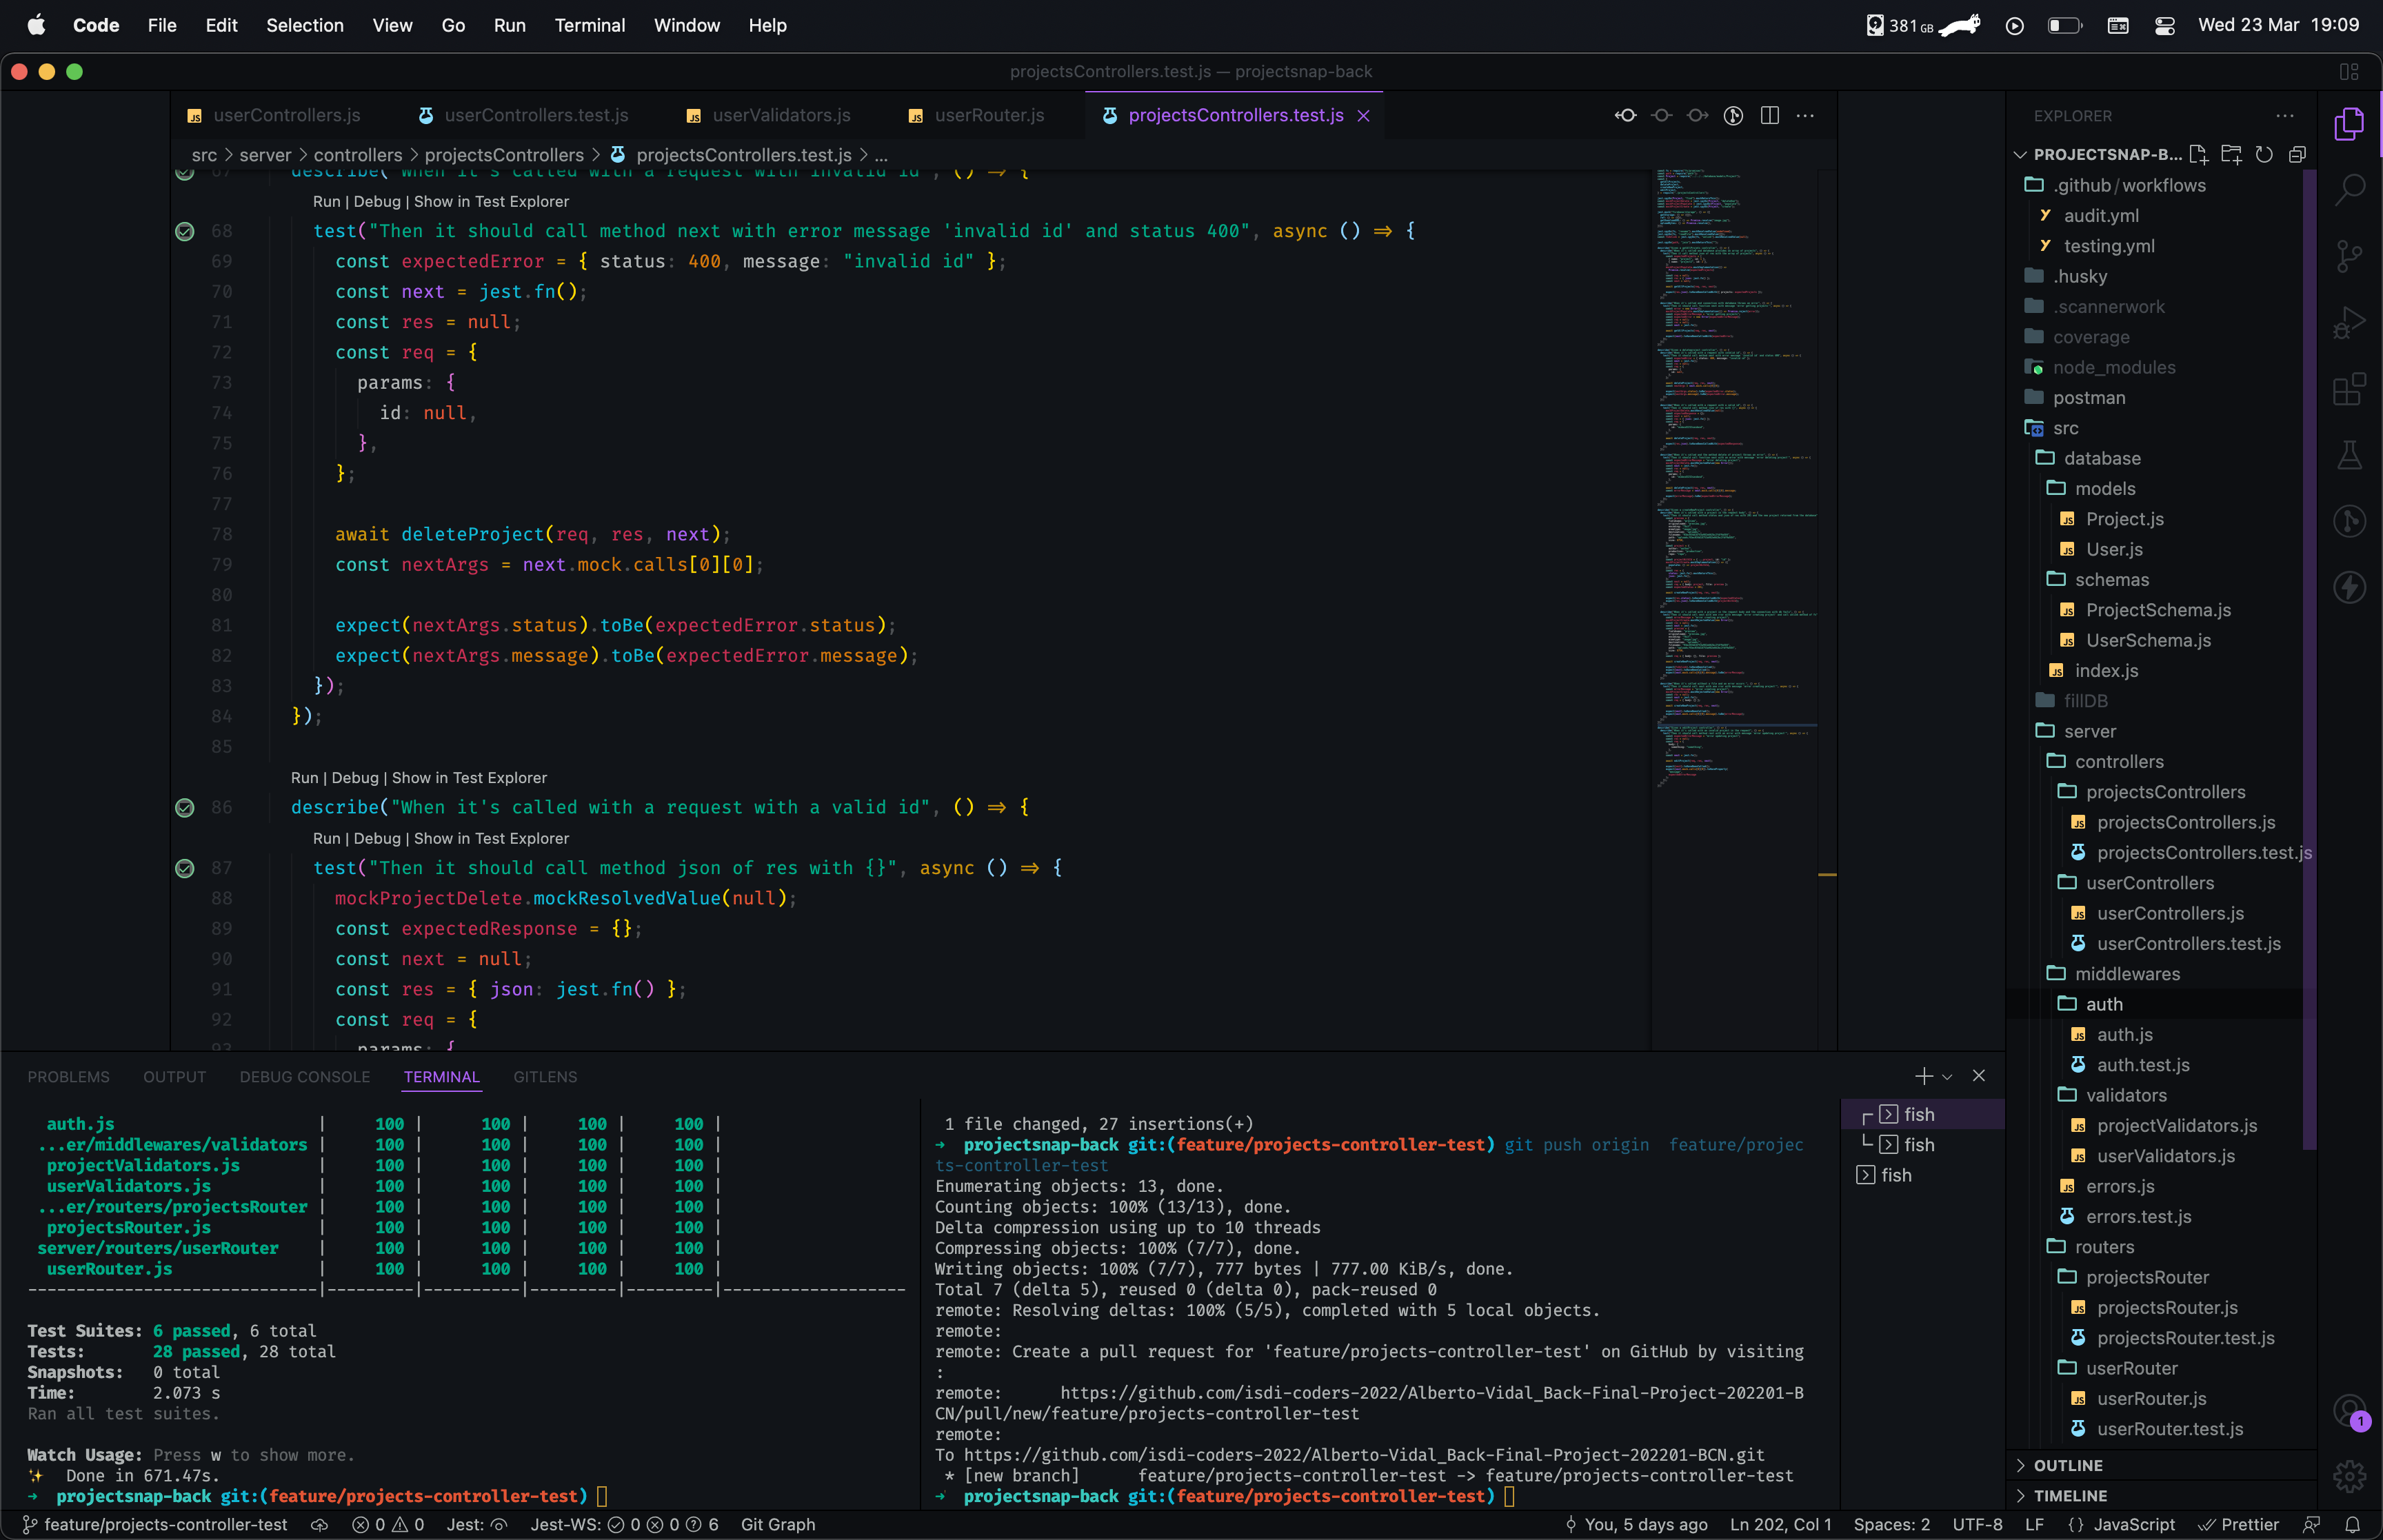 Code File Edit Selection View Go Run Terminal Window Help
381 GB Wed 23 Mar 19:09
projectsControllers.test.js — projectsnap-back
userControllers.js userControllers.test.js userValidators.js userRouter.js projectsControllers.test.js
src > server > controllers > projectsControllers > projectsControllers.test.js > ...
67 describe("When it's called with a request with invalid id", () => {
Run | Debug | Show in Test Explorer
68 test("Then it should call method next with error message 'invalid id' and status 400", async () => {
69 const expectedError = { status: 400, message: "invalid id" };
70 const next = jest.fn();
71 const res = null;
72 const req = {
73 params: {
74 id: null,
75 },
76 };
77
78 await deleteProject(req, res, next);
79 const nextArgs = next.mock.calls[0][0];
80
81 expect(nextArgs.status).toBe(expectedError.status);
82 expect(nextArgs.message).toBe(expectedError.message);
83 });
84 });
85
Run | Debug | Show in Test Explorer
86 describe("When it's called with a request with a valid id", () => {
Run | Debug | Show in Test Explorer
87 test("Then it should call method json of res with {}", async () => {
88 mockProjectDelete.mockResolvedValue(null);
89 const expectedResponse = {};
90 const next = null;
91 const res = { json: jest.fn() };
92 const req = {
93 params: {
PROBLEMS OUTPUT DEBUG CONSOLE TERMINAL GITLENS
auth.js | 100 | 100 | 100 | 100 |
...er/middlewares/validators | 100 | 100 | 100 | 100 |
projectValidators.js | 100 | 100 | 100 | 100 |
userValidators.js | 100 | 100 | 100 | 100 |
...er/routers/projectsRouter | 100 | 100 | 100 | 100 |
projectsRouter.js | 100 | 100 | 100 | 100 |
server/routers/userRouter | 100 | 100 | 100 | 100 |
userRouter.js | 100 | 100 | 100 | 100 |
------------------------------|---------|----------|---------|---------|-------------------
Test Suites: 6 passed, 6 total
Tests: 28 passed, 28 total
Snapshots: 0 total
Time: 2.073 s
Ran all test suites.
Watch Usage: Press w to show more.
✨ Done in 671.47s.
➜ projectsnap-back git:(feature/projects-controller-test)
1 file changed, 27 insertions(+)
➜ projectsnap-back git:(feature/projects-controller-test) git push origin feature/projec
ts-controller-test
Enumerating objects: 13, done.
Counting objects: 100% (13/13), done.
Delta compression using up to 10 threads
Compressing objects: 100% (7/7), done.
Writing objects: 100% (7/7), 777 bytes | 777.00 KiB/s, done.
Total 7 (delta 5), reused 0 (delta 0), pack-reused 0
remote: Resolving deltas: 100% (5/5), completed with 5 local objects.
remote:
remote: Create a pull request for 'feature/projects-controller-test' on GitHub by visiting
:
remote: https://github.com/isdi-coders-2022/Alberto-Vidal_Back-Final-Project-202201-B
CN/pull/new/feature/projects-controller-test
remote:
To https://github.com/isdi-coders-2022/Alberto-Vidal_Back-Final-Project-202201-BCN.git
* [new branch] feature/projects-controller-test -> feature/projects-controller-test
➜ projectsnap-back git:(feature/projects-controller-test)
fish
fish
fish
EXPLORER
PROJECTSNAP-B...
.github/workflows
audit.yml
testing.yml
.husky
.scannerwork
coverage
node_modules
postman
src
database
models
Project.js
User.js
schemas
ProjectSchema.js
UserSchema.js
index.js
fillDB
server
controllers
projectsControllers
projectsControllers.js
projectsControllers.test.js
userControllers
userControllers.js
userControllers.test.js
middlewares
auth
auth.js
auth.test.js
validators
projectValidators.js
userValidators.js
errors.js
errors.test.js
routers
projectsRouter
projectsRouter.js
projectsRouter.test.js
userRouter
userRouter.js
userRouter.test.js
OUTLINE
TIMELINE
1
feature/projects-controller-test 0 0 Jest: Jest-WS: 0 0 6 Git Graph
You, 5 days ago Ln 202, Col 1 Spaces: 2 UTF-8 LF {} JavaScript Prettier